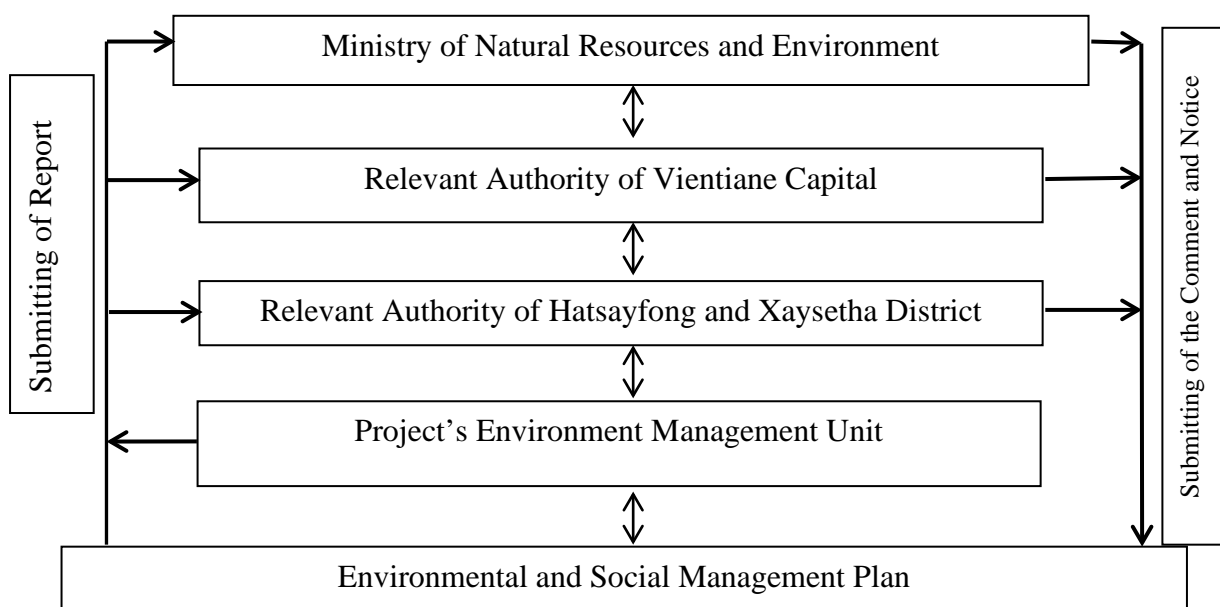 Ministry of Natural Resources and Environment
Submitting of Report
Submitting of the Comment and Notice
Relevant Authority of Vientiane Capital
Relevant Authority of Hatsayfong and Xaysetha District
Project’s Environment Management Unit
Environmental and Social Management Plan